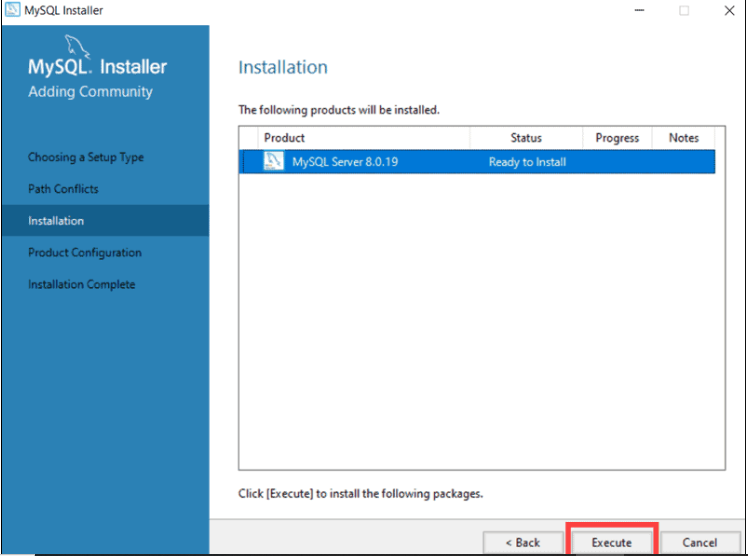 MySQL Installer
MySQL. Installer
Adding Community
Choosing a Setup Type
Path Conflicts
Installation
Product Configuration
Installation Complete
Installation
The following products will be installed.
Product Status Progress Notes
MySQL Server 8.0.19 Ready to Install
Click [Execute] to install the following packages.
< Back Execute Cancel